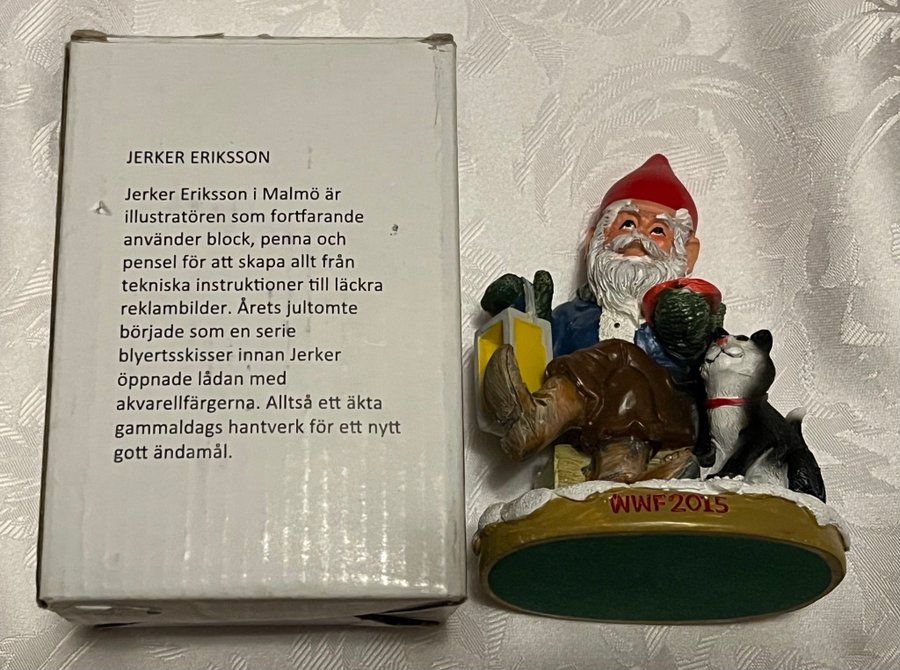 JERKER ERIKSSON
Jerker Eriksson i Malmö är
illustratören som fortfarande
använder block, penna och
pensel för att skapa allt från
tekniska instruktioner till läckra
reklambilder. Årets jultomte
började som en serie
blyertsskisser innan Jerker
öppnade lådan med
akvarellfärgerna. Alltså ett äkta
gammaldags hantverk för ett nytt
gott ändamål.
WWF 2015